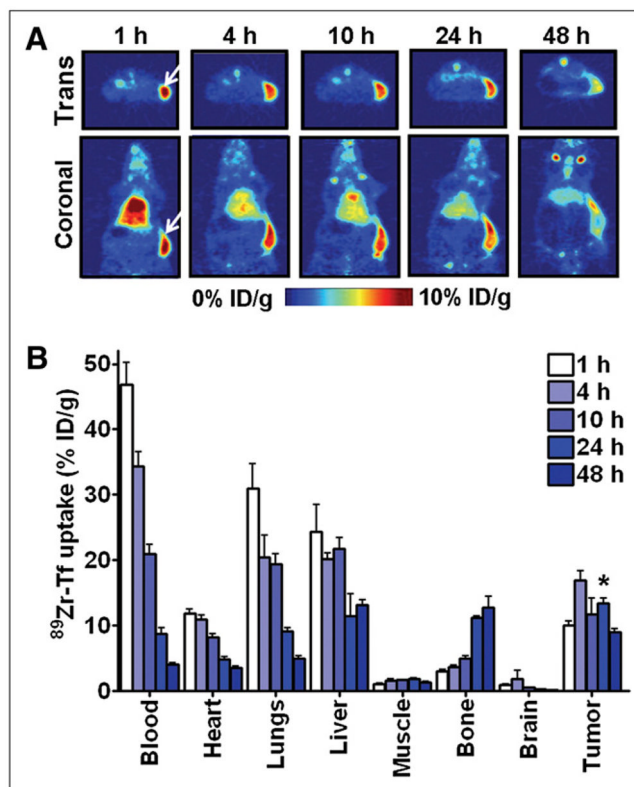 A
1 h 4 h 10 h 24 h 48 h
Trans
Coronal
0% ID/g 10% ID/g
B
⁸⁹Zr-Tf uptake (% ID/g)
50
40
30
20
10
0
1 h
4 h
10 h
24 h
48 h
*
Blood
Heart
Lungs
Liver
Muscle
Bone
Brain
Tumor